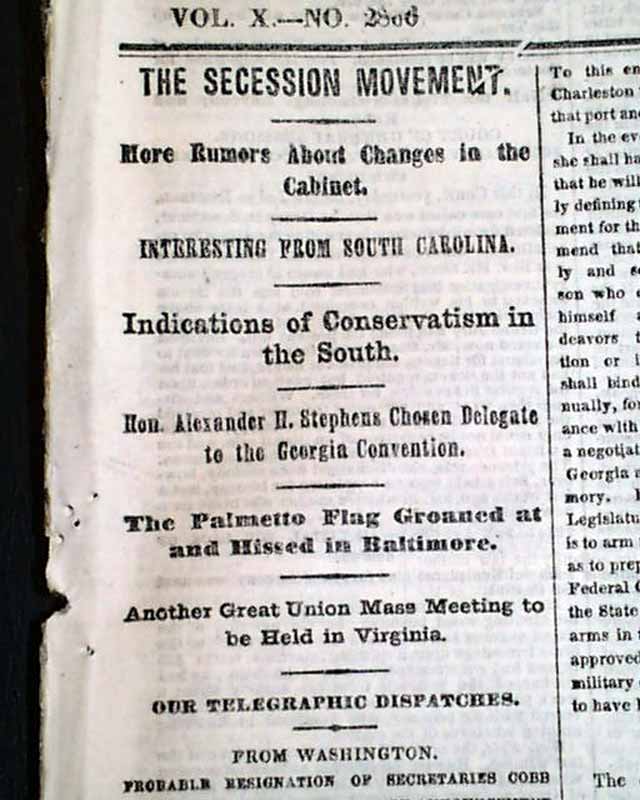 VOL. X.—NO. 2866
THE SECESSION MOVEMENT.
More Rumors About Changes in the
Cabinet.
INTERESTING FROM SOUTH CAROLINA.
Indications of Conservatism in
the South.
Hon. Alexander H. Stephens Chosen Delegate
to the Georgia Convention.
The Palmetto Flag Groaned at
and Hissed in Baltimore.
Another Great Union Mass Meeting to
be Held in Virginia.
OUR TELEGRAPHIC DISPATCHES.
FROM WASHINGTON.
PROBABLE RESIGNATION OF SECRETARIES COBB
To this en
Charleston
that port an
In the ev
she shall ha
that he will
ly defining
ment for th
mend that
ly and se
son who
himself
deavors t
tion or i
shall bind
nually, fo
ance with
a negotiat
Georgia
mory.
Legislatu
is to arm
as to prep
Federal
the State
arms in t
approved
military
to have
The